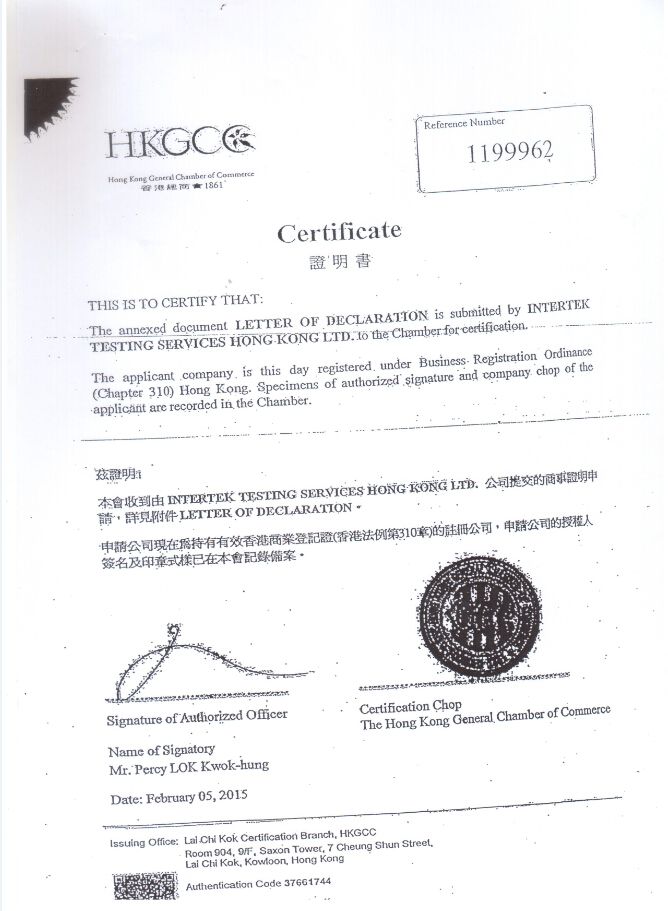 HKGCC
Hong Kong General Chamber of Commerce
香港總商會1861
Reference Number
1199962
Certificate
證明書
THIS IS TO CERTIFY THAT:
The annexed document LETTER OF DECLARATION is submitted by INTERTEK
TESTING SERVICES HONG KONG LTD. to the Chamber for certification.
The applicant company is this day registered under Business Registration Ordinance
(Chapter 310) Hong Kong. Specimens of authorized signature and company chop of the
applicant are recorded in the Chamber.
茲證明:
本會收到由 INTERTEK TESTING SERVICES HONG KONG LTD. 公司提交的商事證明申
請，詳見附件LETTER OF DECLARATION。
申請公司現在為持有有效香港商業登記證(香港法例第310章)的註冊公司，申請公司的授權人
簽名及印章式樣已在本會記錄備案。
Signature of Authorized Officer
Certification Chop
The Hong Kong General Chamber of Commerce
Name of Signatory
Mr. Percy LOK Kwok-hung
Date: February 05, 2015
Issuing Office: Lai Chi Kok Certification Branch, HKGCC
Room 904, 9/F, Saxon Tower, 7 Cheung Shun Street,
Lai Chi Kok, Kowloon, Hong Kong
Authentication Code 37661744